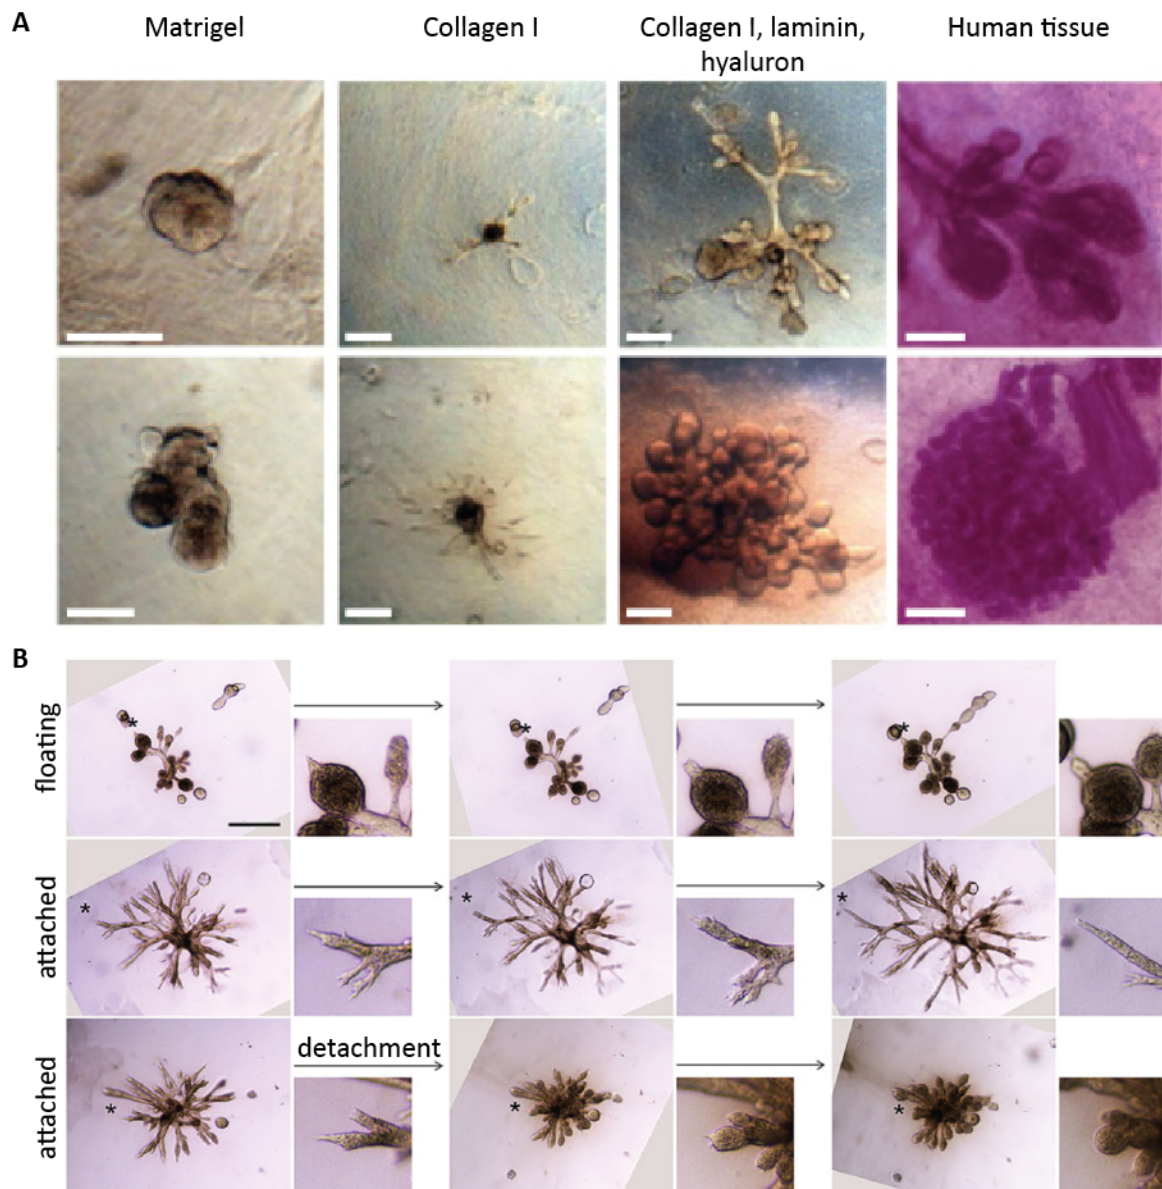 A
Matrigel
Collagen I
Collagen I, laminin,
hyaluron
Human tissue
B
floating
attached
detachment
attached